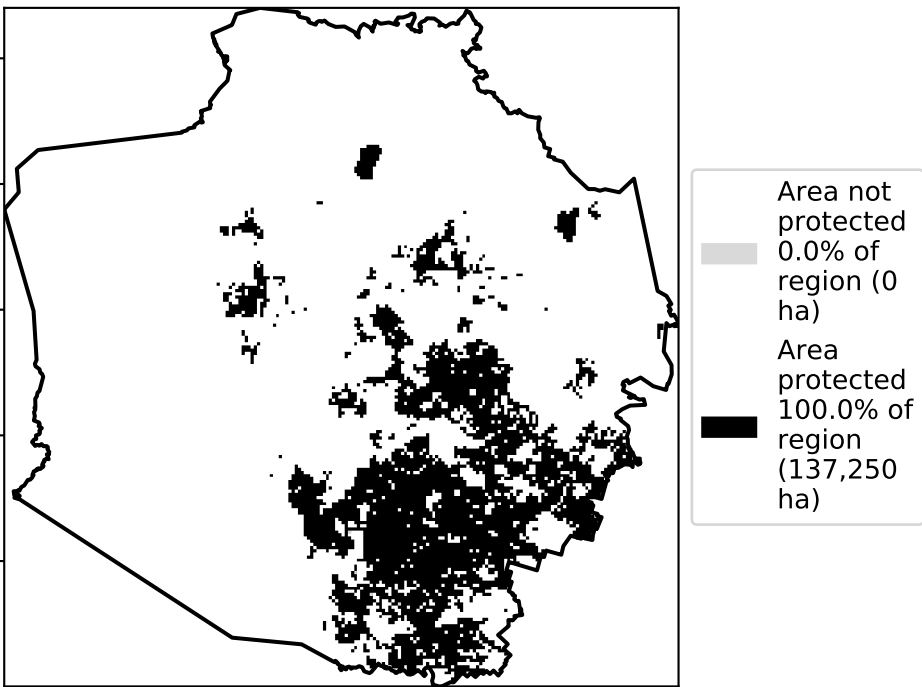 Area not
protected
0.0% of
region (0
ha)
Area
protected
100.0% of
region
(137,250
ha)